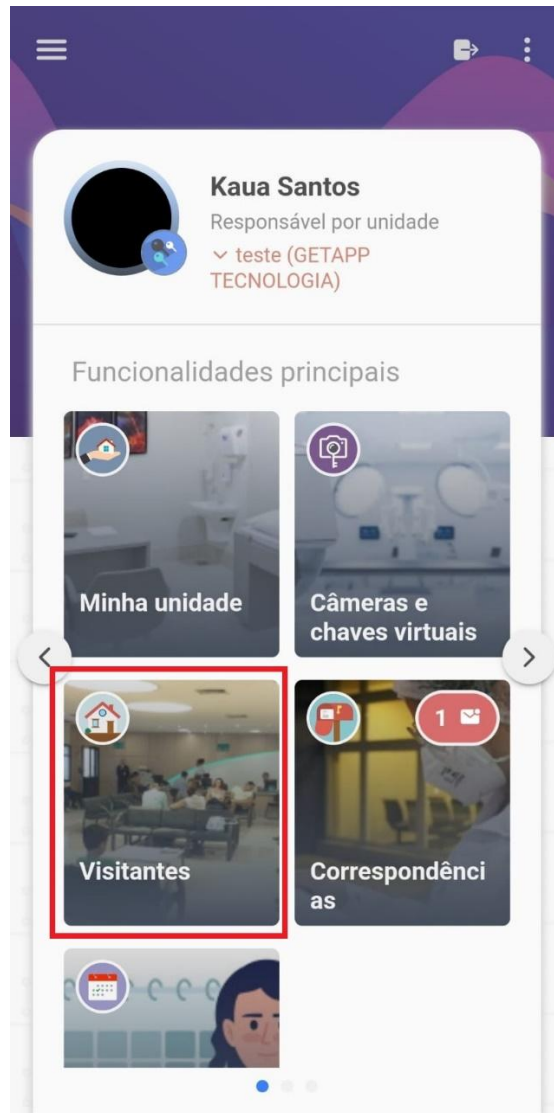 Kaua Santos
Responsável por unidade
teste (GETAPP
TECNOLOGIA)
Funcionalidades principais
Minha unidade
Câmeras e
chaves virtuais
1
Visitantes
Correspondênci
as